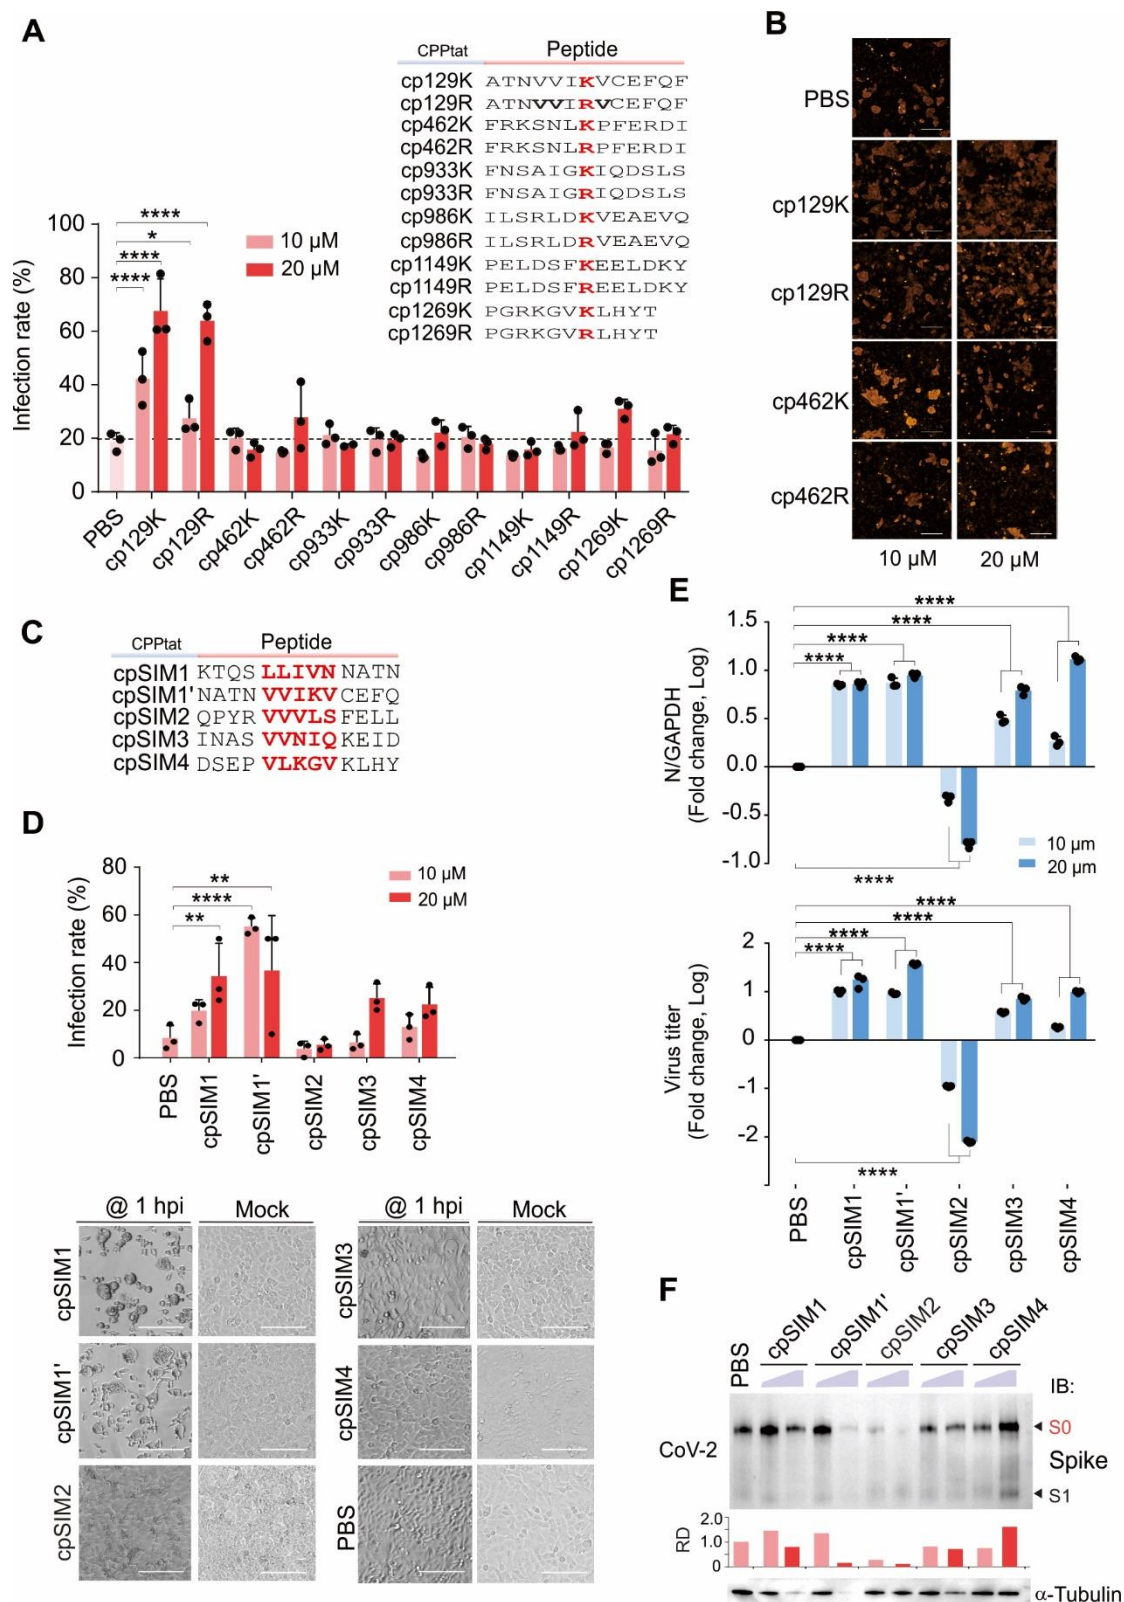 A
CPPtat Peptide
cp129K ATNVVIKVCEFQF
cp129R ATNVVIRVCEFQF
cp462K FRKSNLKPFERDI
cp462R FRKSNLRPFERDI
cp933K FNSAIGKIQDSLS
cp933R FNSAIGRIQDSLS
cp986K ILSRLDKVEAEVQ
cp986R ILSRLDRVEAEVQ
cp1149K PELDSFKEELDKY
cp1149R PELDSFREELDKY
cp1269K PGRKGVKLHYT
cp1269R PGRKGVRLHYT
Infection rate (%)
100
80
60
40
20
0
****
*
****
****
10 µM
20 µM
PBS
cp129K
cp129R
cp462K
cp462R
cp933K
cp933R
cp986K
cp986R
cp1149K
cp1149R
cp1269K
cp1269R
B
PBS
cp129K
cp129R
cp462K
cp462R
10 µM 20 µM
C
CPPtat Peptide
cpSIM1 KTQS LLIVN NATN
cpSIM1' NATN VVIKV CEFQ
cpSIM2 QPYR VVVLS FELL
cpSIM3 INAS VVNIQ KEID
cpSIM4 DSEP VLKGV KLHY
D
Infection rate (%)
80
60
40
20
0
**
****
**
10 µM
20 µM
PBS
cpSIM1
cpSIM1'
cpSIM2
cpSIM3
cpSIM4
@ 1 hpi Mock @ 1 hpi Mock
cpSIM1
cpSIM1'
cpSIM2
cpSIM3
cpSIM4
PBS
E
N/GAPDH
(Fold change, Log)
1.5
1.0
0.5
0.0
-0.5
-1.0
****
****
****
****
****
10 µm
20 µm
Virus titer
(Fold change, Log)
2
1
0
-1
-2
****
****
****
****
****
PBS
cpSIM1
cpSIM1'
cpSIM2
cpSIM3
cpSIM4
F
PBS
cpSIM1
cpSIM1'
cpSIM2
cpSIM3
cpSIM4
IB:
CoV-2
S0
Spike
S1
RD
2.0
1.0
0
α-Tubulin